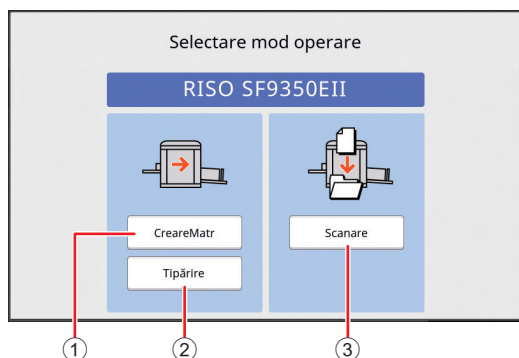 Selectare mod operare
RISO SF9350EII
CreareMatr
Scanare
Tipărire
1
2
3